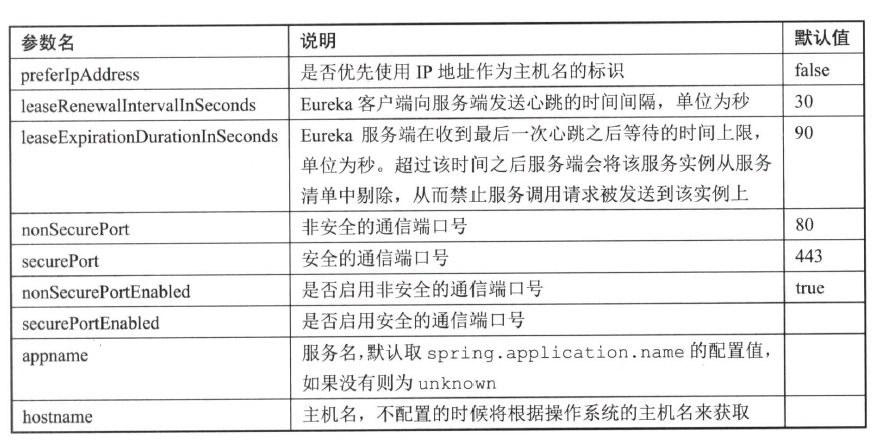 参数名 说明 默认值
preferIpAddress 是否优先使用 IP 地址作为主机名的标识 false
leaseRenewalIntervalInSeconds Eureka 客户端向服务端发送心跳的时间间隔，单位为秒 30
leaseExpirationDurationInSeconds Eureka 服务端在收到最后一次心跳之后等待的时间上限， 90
单位为秒。超过该时间之后服务端会将该服务实例从服务
清单中剔除，从而禁止服务调用请求被发送到该实例上
nonSecurePort 非安全的通信端口号 80
securePort 安全的通信端口号 443
nonSecurePortEnabled 是否启用非安全的通信端口号 true
securePortEnabled 是否启用安全的通信端口号
appname 服务名，默认取 spring.application.name 的配置值，
如果没有则为 unknown
hostname 主机名，不配置的时候将根据操作系统的主机名来获取